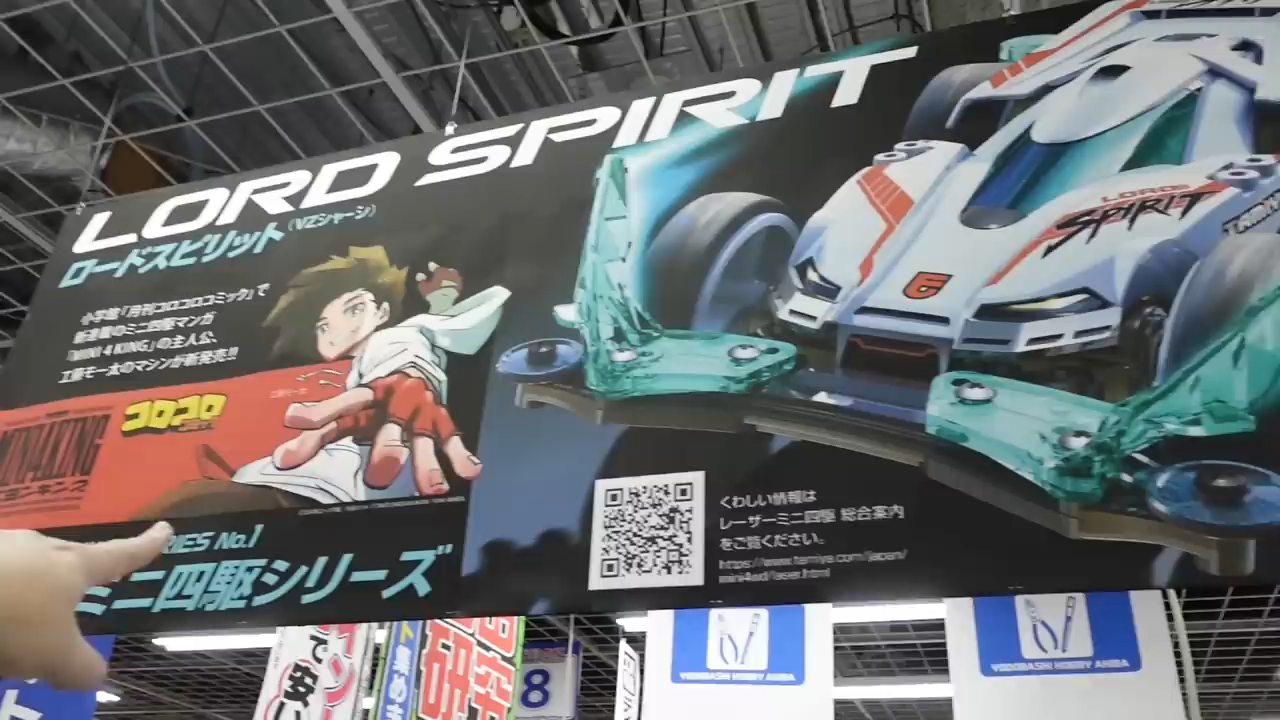 LORD SPIRIT
ロードスピリット (VZシャーシ)
小学館「月刊コロコロコミック」で
新連載のミニ四駆マンガ
「MINI 4 KING」の主人公、
工藤モー太のマシンが新発売!!
コロコロ
MINI4KING
RIES No.1
ミニ四駆シリーズ
LORD
SPIRIT
TAMIYA
くわしい情報は
レーザーミニ四駆 総合案内
をご覧ください。
https://www.tamiya.com/japan/
mini4wd/laser.html
で安い
8
YODOBASHI HOBBY AKIBA
YODOBASHI HOBBY AKIBA